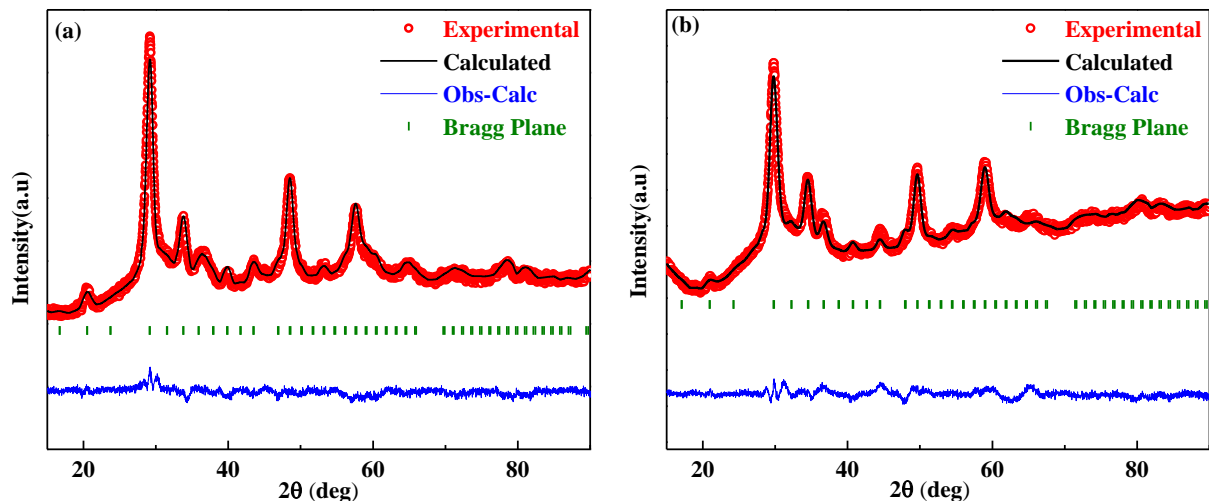 (a)
Experimental
Calculated
Obs-Calc
Bragg Plane
Intensity(a.u)
20 40 60 80
2θ (deg)
(b)
Experimental
Calculated
Obs-Calc
Bragg Plane
Intensity(a.u)
20 40 60 80
2θ (deg)